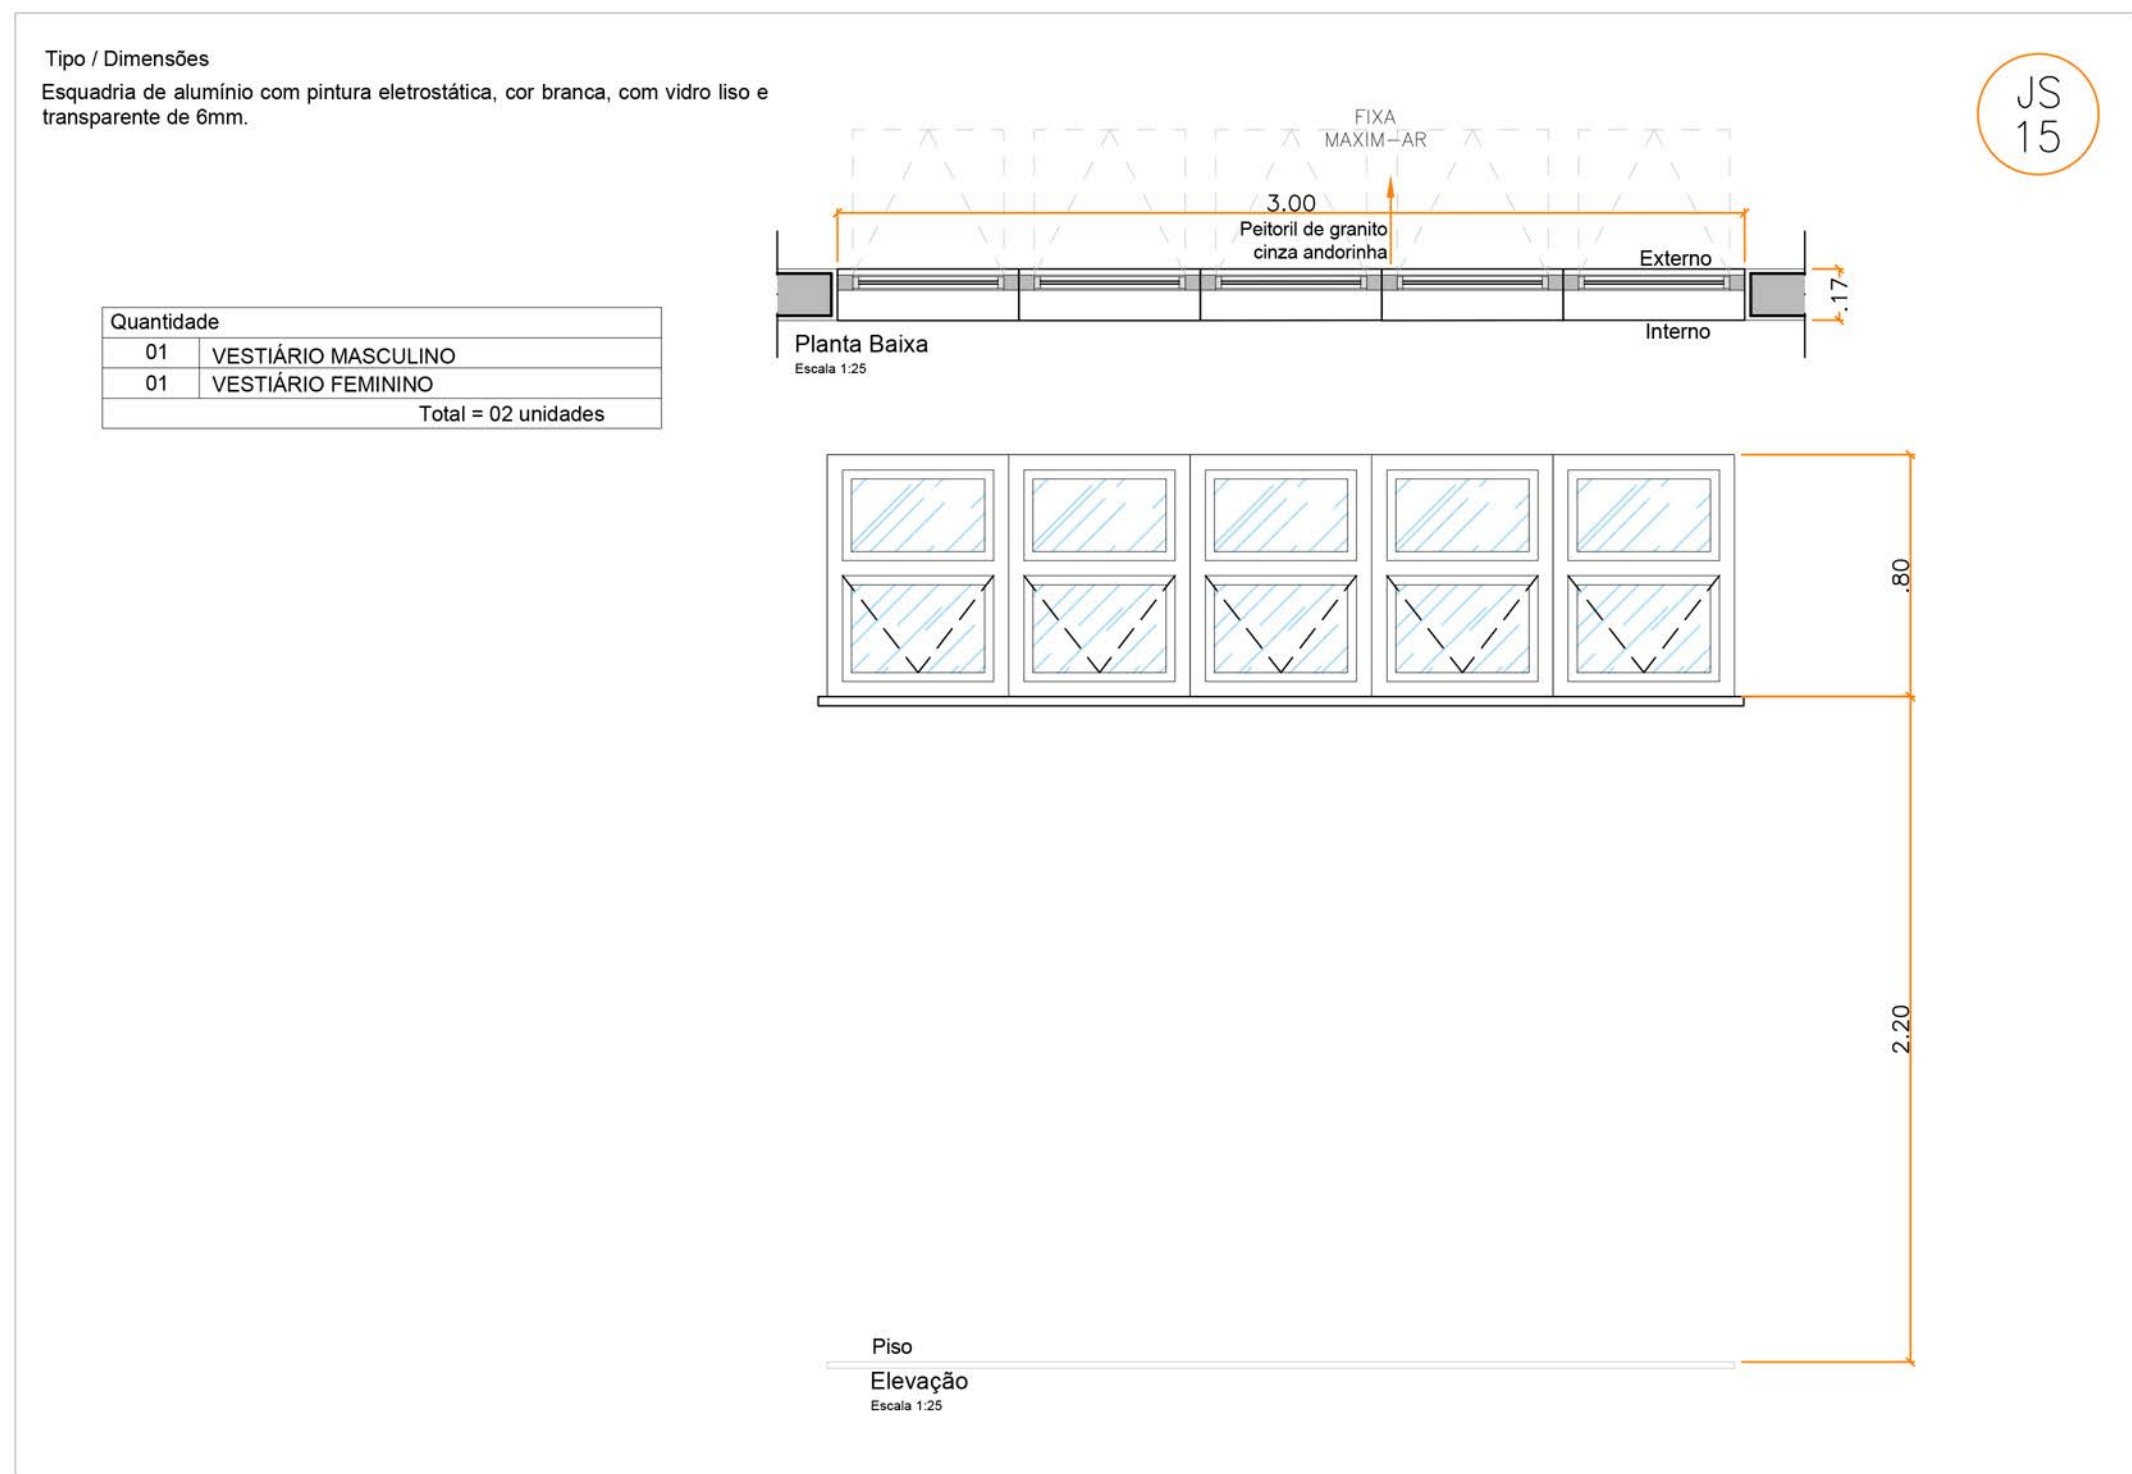 Tipo / Dimensões
Esquadria de alumínio com pintura eletrostática, cor branca, com vidro liso e
transparente de 6mm.
JS
15
FIXA
MAXIM-AR
3.00
Peitoril de granito
cinza andorinha
Externo
.17
Interno
Planta Baixa
Escala 1:25
Quantidade
01 VESTIÁRIO MASCULINO
01 VESTIÁRIO FEMININO
Total = 02 unidades
.80
2.20
Piso
Elevação
Escala 1:25